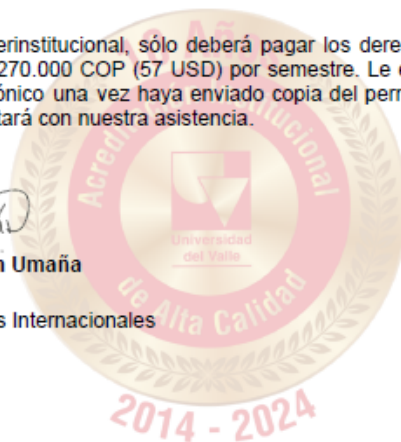 erinstitucional, sólo deberá pagar los dere
270.000 COP (57 USD) por semestre. Le
ónico una vez haya enviado copia del perr
tará con nuestra asistencia.
Acreditación Institucional
Universidad
del Valle
n Umaña
de Alta Calidad
s Internacionales
2014 - 2024